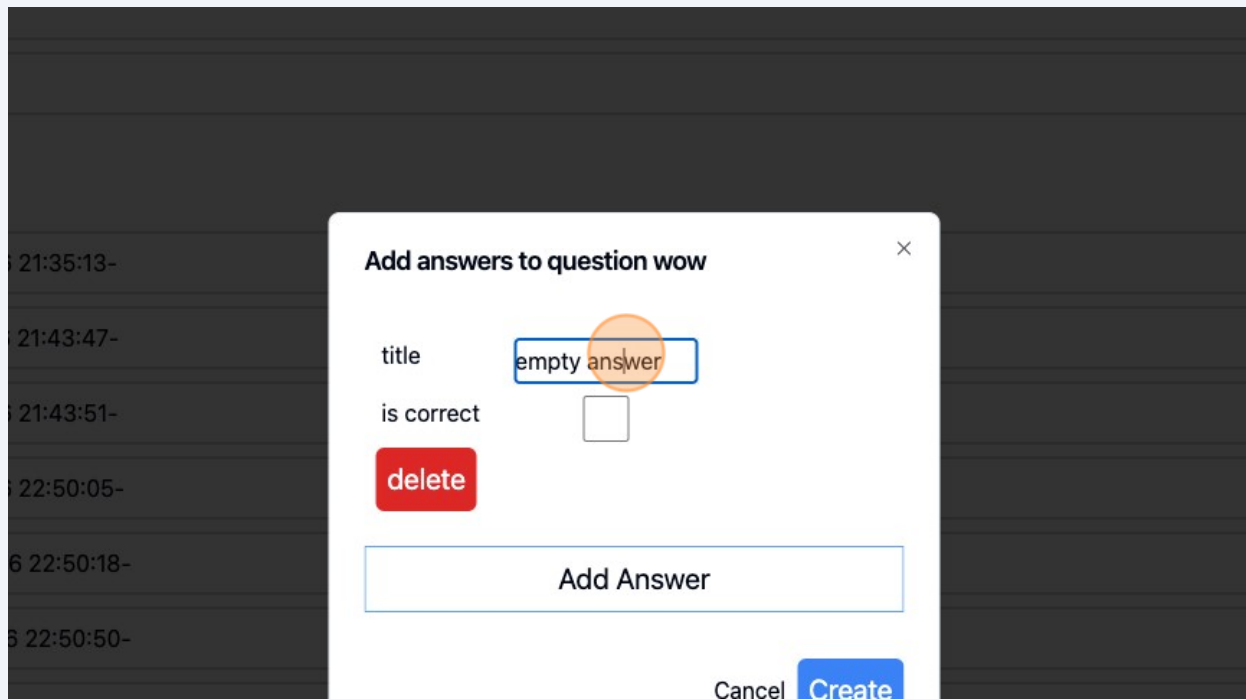 Add answers to question wow
title
empty answer
is correct
delete
Add Answer
Cancel
Create
21:35:13-
21:43:47-
21:43:51-
22:50:05-
6 22:50:18-
22:50:50-